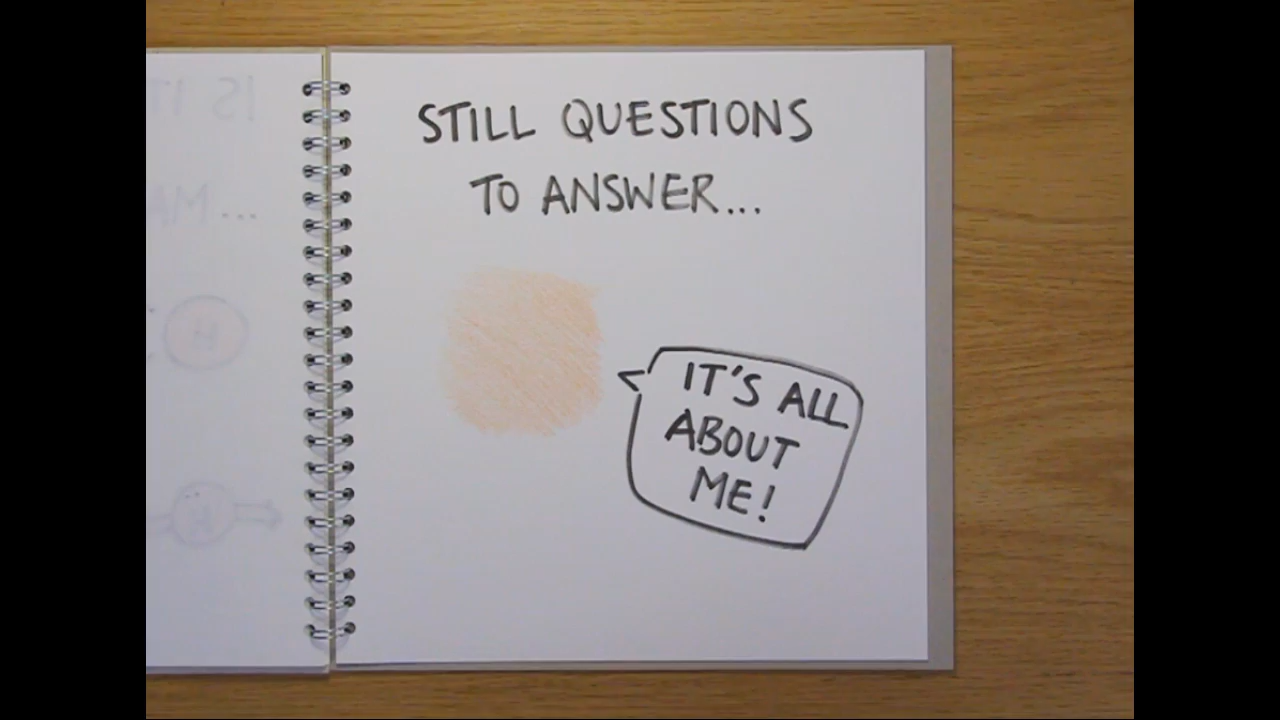 STILL QUESTIONS
TO ANSWER...
IT'S ALL
ABOUT
ME!